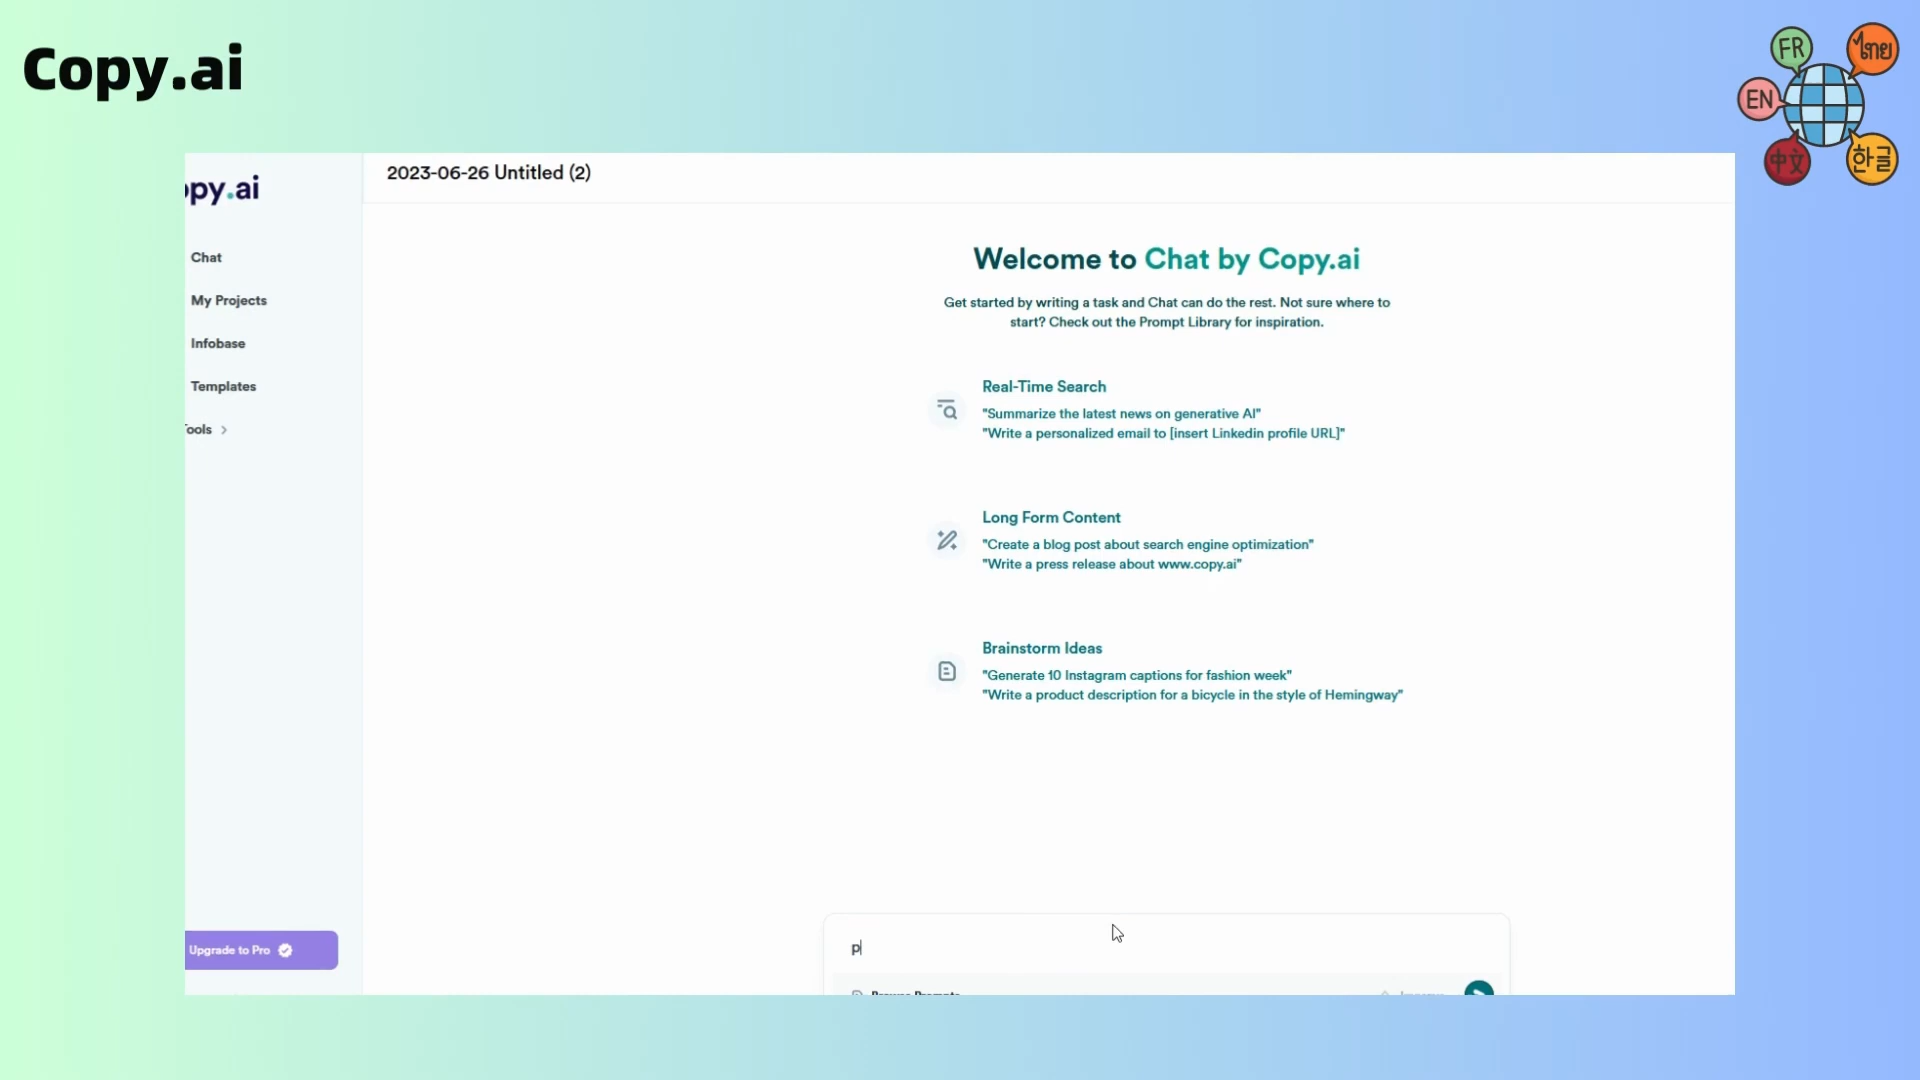 Copy.ai
FR
ไทย
EN
中文
한글
opy.ai
2023-06-26 Untitled (2)
Chat
My Projects
Infobase
Templates
Tools
Welcome to Chat by Copy.ai
Get started by writing a task and Chat can do the rest. Not sure where to
start? Check out the Prompt Library for inspiration.
Real-Time Search
"Summarize the latest news on generative AI"
"Write a personalized email to [insert Linkedin profile URL]"
Long Form Content
"Create a blog post about search engine optimization"
"Write a press release about www.copy.ai"
Brainstorm Ideas
"Generate 10 Instagram captions for fashion week"
"Write a product description for a bicycle in the style of Hemingway"
Upgrade to Pro
p
Browse Prompts
Improve